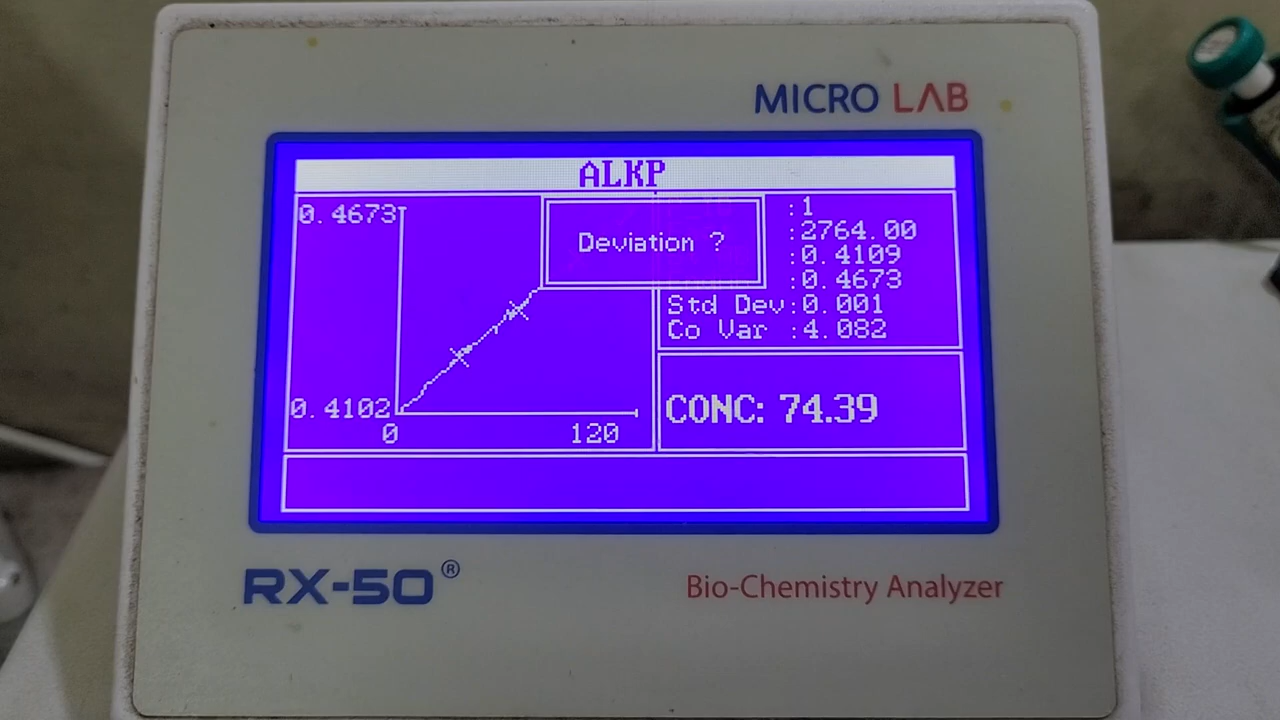 MICRO LAB
ALKP
0.4673
0.4102
0
120
Deviation ?
:1
:2764.00
:0.4109
:0.4673
Std Dev:0.001
Co Var :4.082
CONC: 74.39
RX-50®
Bio-Chemistry Analyzer